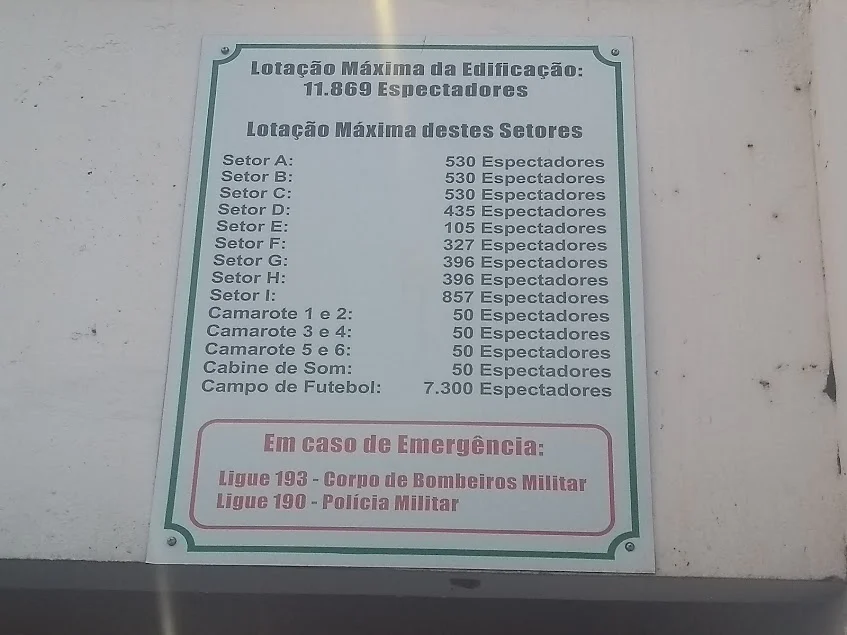 Lotação Máxima da Edificação:
11.869 Espectadores
Lotação Máxima destes Setores
Setor A: 530 Espectadores
Setor B: 530 Espectadores
Setor C: 530 Espectadores
Setor D: 435 Espectadores
Setor E: 105 Espectadores
Setor F: 327 Espectadores
Setor G: 396 Espectadores
Setor H: 396 Espectadores
Setor I: 857 Espectadores
Camarote 1 e 2: 50 Espectadores
Camarote 3 e 4: 50 Espectadores
Camarote 5 e 6: 50 Espectadores
Cabine de Som: 50 Espectadores
Campo de Futebol: 7.300 Espectadores
Em caso de Emergência:
Ligue 193 - Corpo de Bombeiros Militar
Ligue 190 - Polícia Militar